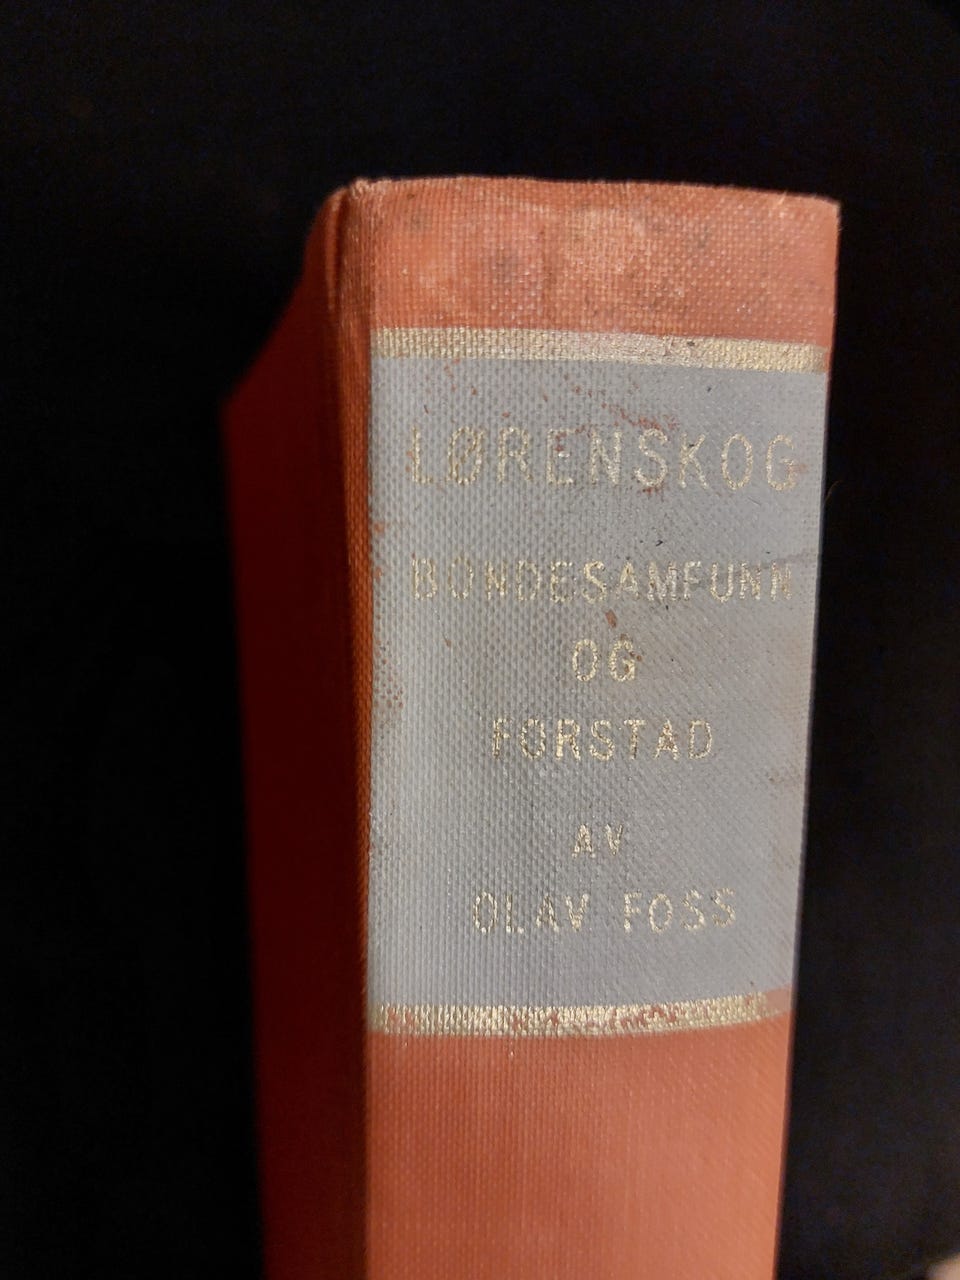 LØRENSKOG
BONDESAMFUNN
OG
FORSTAD
AV
OLAV FOSS